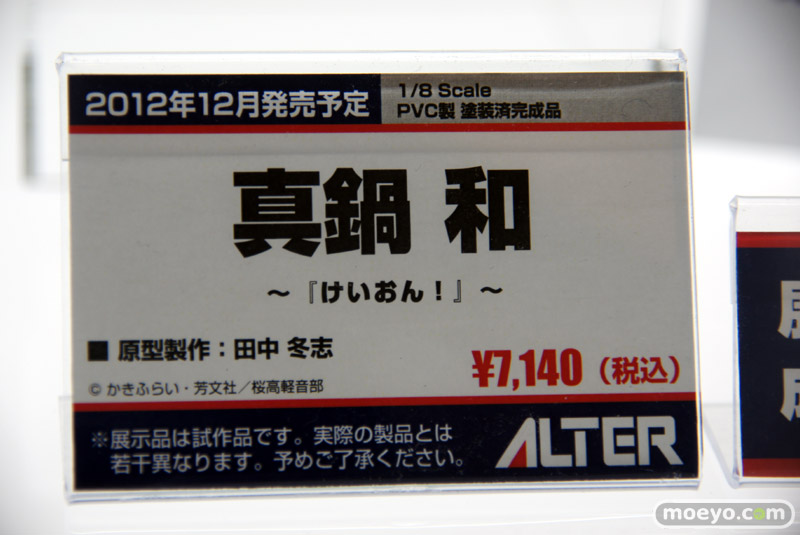 2012年12月発売予定
1/8 Scale
PVC製 塗装済完成品
真鍋 和
～『けいおん！』～
■ 原型製作：田中 冬志
¥7,140（税込）
© かきふらい・芳文社／桜高軽音部
※展示品は試作品です。実際の製品とは
若干異なります。予めご了承ください。
ALTER
moeyo.com